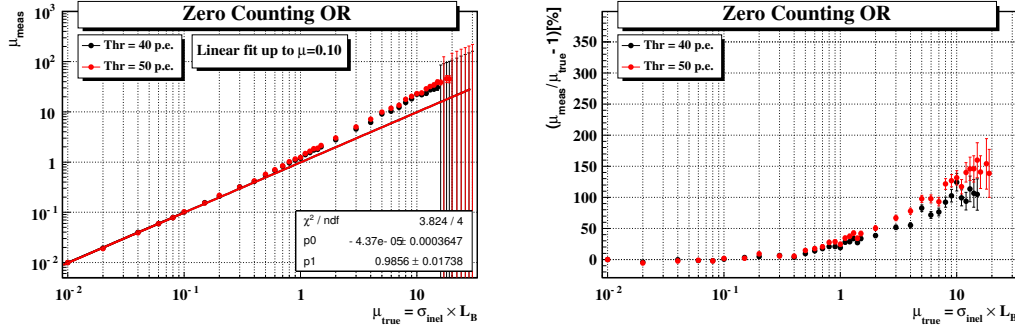 Zero Counting OR
μmeas
10³
10²
10
1
10⁻¹
10⁻²
Thr = 40 p.e.
Thr = 50 p.e.
Linear fit up to μ=0.10
χ² / ndf 3.824 / 4
p0 - 4.37e- 05± 0.0003647
p1 0.9856 ± 0.01738
10⁻² 10⁻¹ 1 10
μtrue = σinel × LB
Zero Counting OR
(μmeas/μtrue-1)[%]
350
300
250
200
150
100
50
0
Thr = 40 p.e.
Thr = 50 p.e.
10⁻² 10⁻¹ 1 10
μtrue = σinel × LB